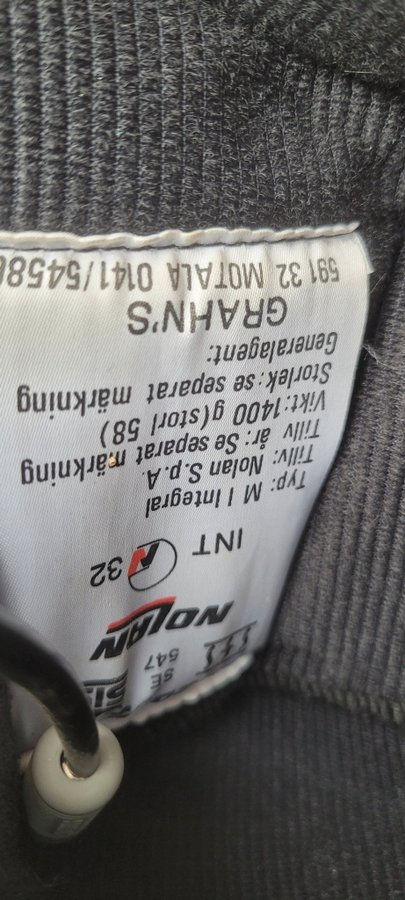 SE
547
NOLAN
INT N 32
Typ: M I Integral
Tillv: Nolan S.p.A.
Tillv år: Se separat märkning
Vikt:1400 g(storl 58)
Storlek:se separat märkning
Generalagent:
GRAHN'S
591 32 MOTALA 0141/5458